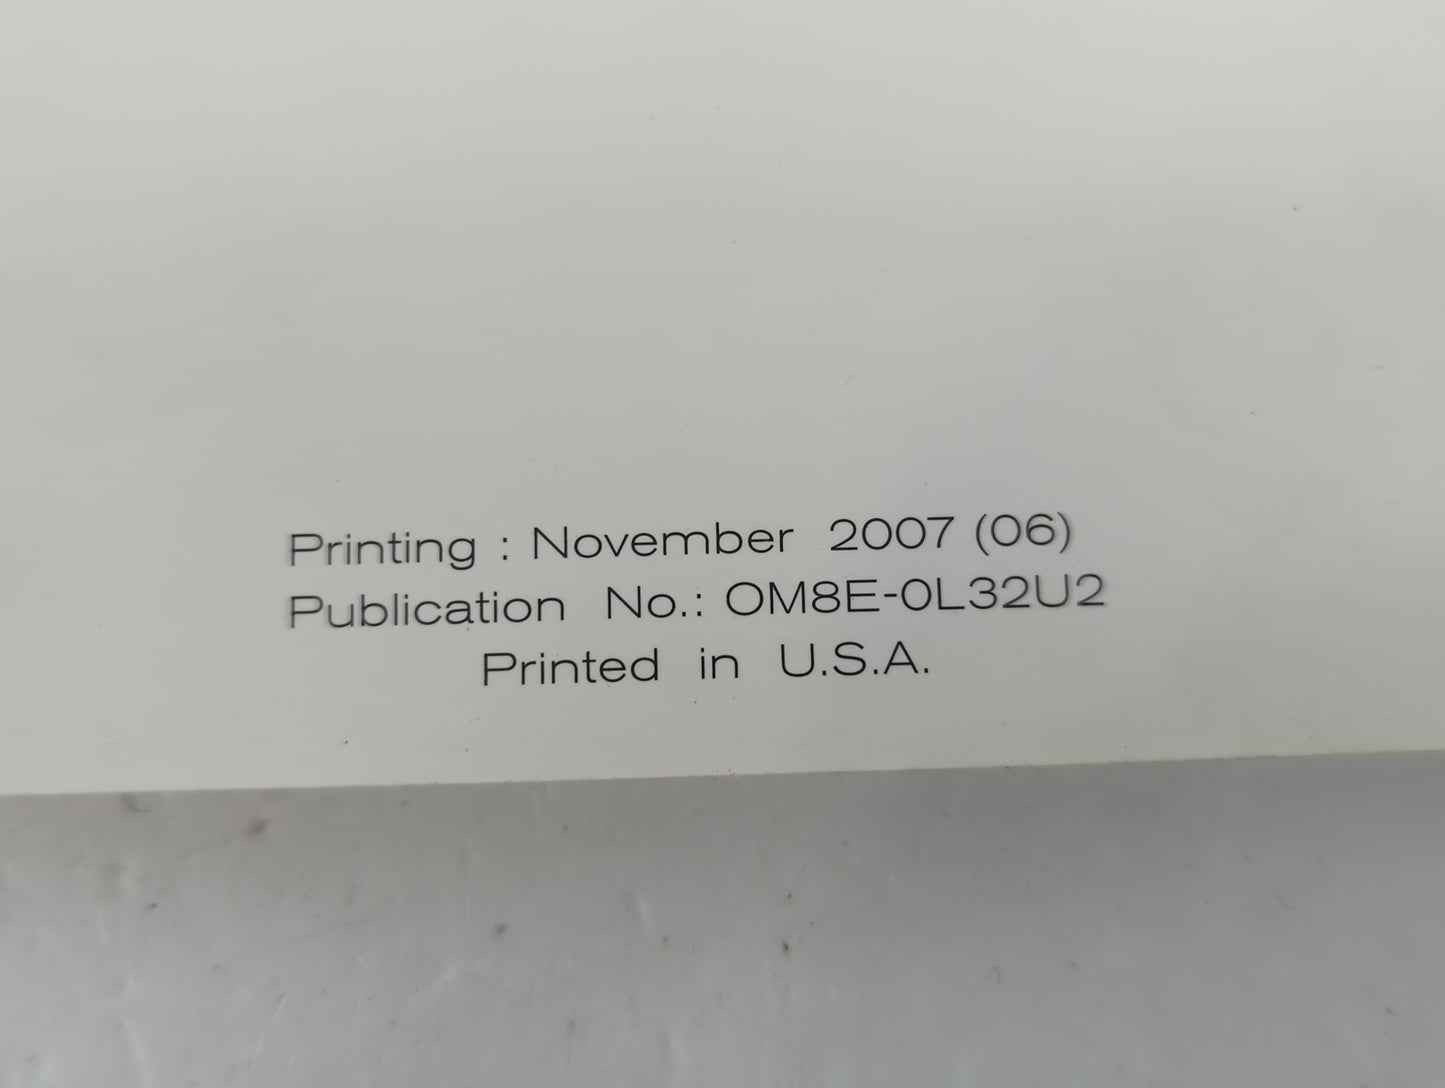 Printing : November 2007 (06)
Publication No.: OM8E-0L32U2
Printed in U.S.A.